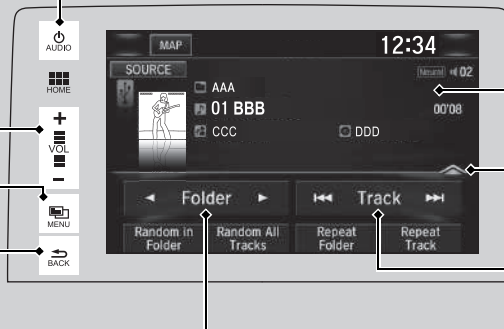 AUDIO
HOME
+
VOL
−
MENU
BACK
MAP
12:34
SOURCE
Neural 02
AAA
01 BBB
00'08
CCC
DDD
Folder
Track
Random in Folder
Random All Tracks
Repeat Folder
Repeat Track